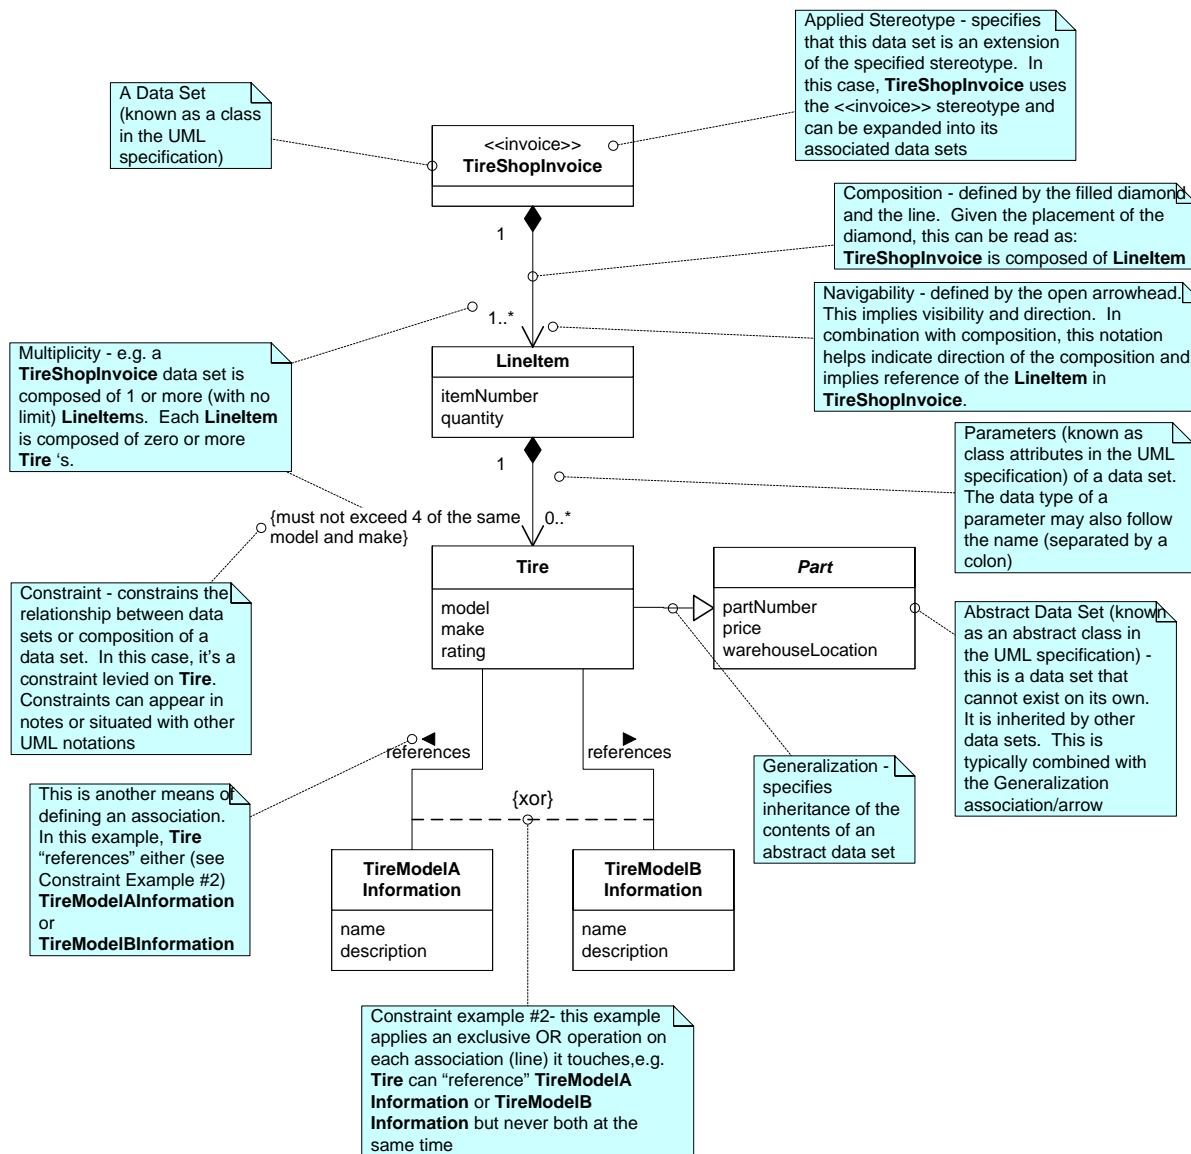 Applied Stereotype - specifies
that this data set is an extension
of the specified stereotype.  In
this case, TireShopInvoice uses
the <<invoice>> stereotype and
can be expanded into its
associated data sets
A Data Set
(known as a class
in the UML
specification)
<<invoice>>
TireShopInvoice
Composition - defined by the filled diamond
and the line.  Given the placement of the
diamond, this can be read as:
TireShopInvoice is composed of LineItem
1
Navigability - defined by the open arrowhead.
This implies visibility and direction.  In
combination with composition, this notation
helps indicate direction of the composition and
implies reference of the LineItem in
TireShopInvoice.
1..*
Multiplicity - e.g. a
TireShopInvoice data set is
composed of 1 or more (with no
limit) LineItems.  Each LineItem
is composed of zero or more
Tire ‘s.
LineItem
itemNumber
quantity
1
Parameters (known as
class attributes in the UML
specification) of a data set.
The data type of a
parameter may also follow
the name (separated by a
colon)
{must not exceed 4 of the same
model and make}
0..*
Tire
model
make
rating
Part
partNumber
price
warehouseLocation
Constraint - constrains the
relationship between data
sets or composition of a
data set.  In this case, it’s a
constraint levied on Tire.
Constraints can appear in
notes or situated with other
UML notations
Abstract Data Set (known
as an abstract class in
the UML specification) -
this is a data set that
cannot exist on its own.
It is inherited by other
data sets.  This is
typically combined with
the Generalization
association/arrow
references
references
Generalization -
specifies
inheritance of the
contents of an
abstract data set
This is another means of
defining an association.
In this example, Tire
“references” either (see
Constraint Example #2)
TireModelAInformation
or
TireModelBInformation
{xor}
TireModelA
Information
name
description
TireModelB
Information
name
description
Constraint example #2- this example
applies an exclusive OR operation on
each association (line) it touches,e.g.
Tire can “reference” TireModelA
Information or TireModelB
Information but never both at the
same time